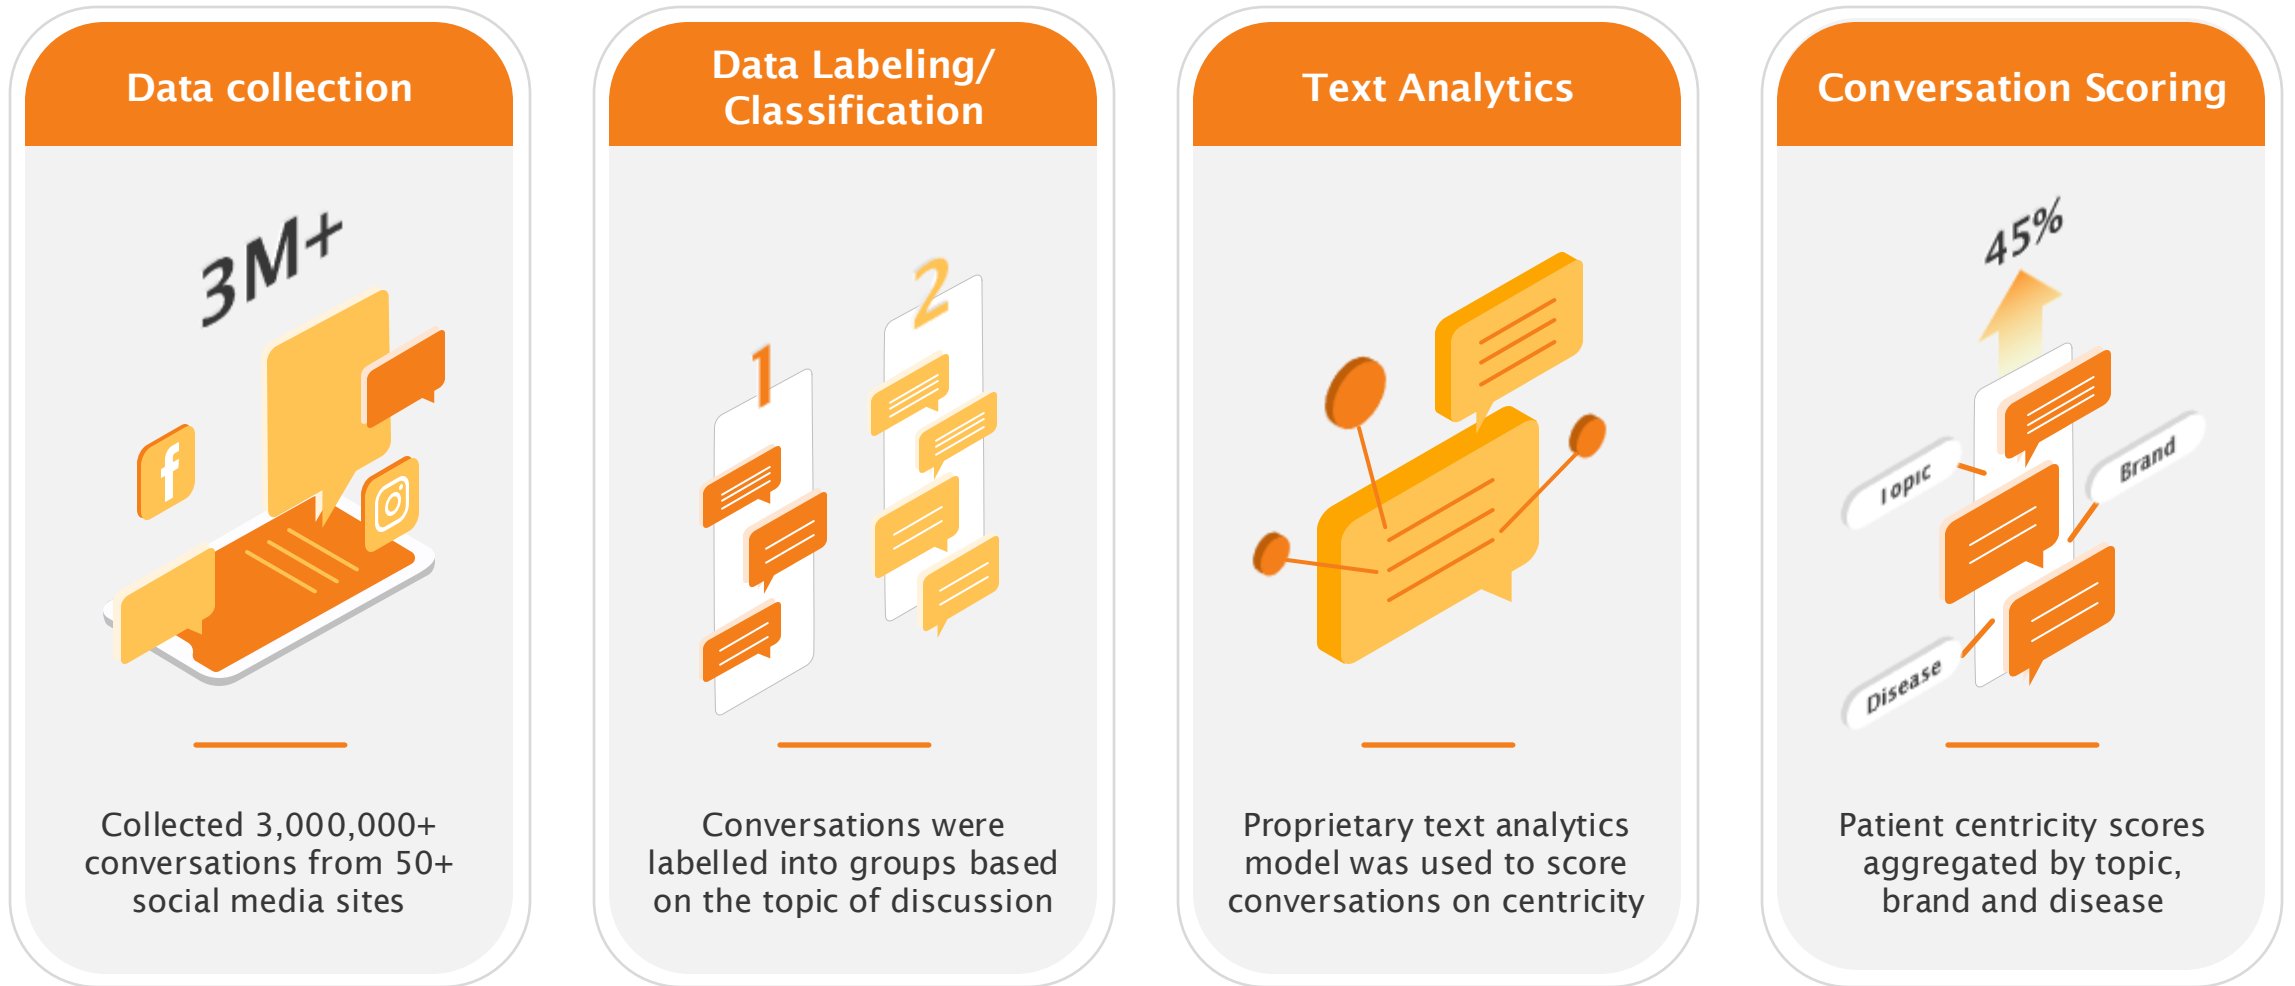 Data collection
3M+
f
Collected 3,000,000+
conversations from 50+
social media sites
Data Labeling/
Classification
1
2
Conversations were
labelled into groups based
on the topic of discussion
Text Analytics
Proprietary text analytics
model was used to score
conversations on centricity
Conversation Scoring
45%
Topic
Brand
Disease
Patient centricity scores
aggregated by topic,
brand and disease